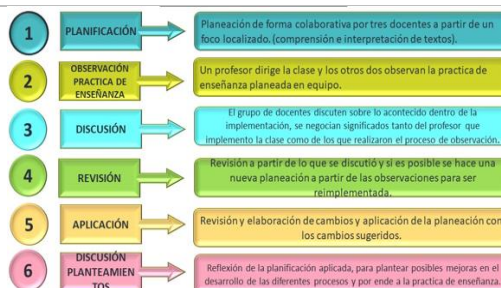 1
PLANIFICACIÓN
Planeación de forma colaborativa por tres docentes a partir de un
foco localizado. (comprensión e interpretación de textos).
2
OBSERVACIÓN
PRACTICA DE
ENSEÑANZA
Un profesor dirige la clase y los otros dos observan la practica de
enseñanza planeada en equipo.
3
DISCUSIÓN
El grupo de docentes discuten sobre lo acontecido dentro de la
implementación, se negocian significados tanto del profesor que
implemento la clase como de los que realizaron el proceso de observación.
4
REVISIÓN
Revisión a partir de lo que se discutió y si es posible se hace una
nueva planeación a partir de las observaciones para ser
reimplementada.
5
APLICACIÓN
Revisión y elaboración de cambios y aplicación de la planeación con
los cambios sugeridos.
6
DISCUSIÓN
PLANTEAMIEN
TOS
Reflexión de la planificación aplicada, para plantear posibles mejoras en el
desarrollo de las diferentes procesos y por ende a la practica de enseñanza.